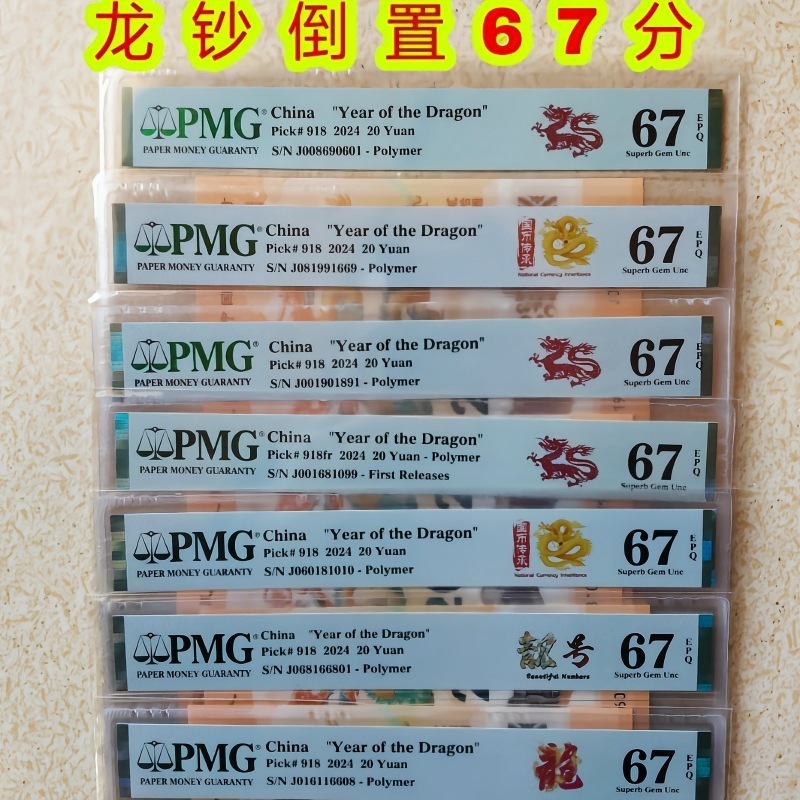 龙钞倒置67分
PMG® China "Year of the Dragon"
Pick# 918 2024 20 Yuan
PAPER MONEY GUARANTY S/N J008690601 - Polymer
67 EPQ
Superb Gem Unc
PMG® China "Year of the Dragon"
Pick# 918 2024 20 Yuan
PAPER MONEY GUARANTY S/N J081991669 - Polymer
国币传承
National Currency Inheritance
67 EPQ
Superb Gem Unc
PMG® China "Year of the Dragon"
Pick# 918 2024 20 Yuan
PAPER MONEY GUARANTY S/N J001901891 - Polymer
67 EPQ
Superb Gem Unc
PMG® China "Year of the Dragon"
Pick# 918fr 2024 20 Yuan - Polymer
PAPER MONEY GUARANTY S/N J001681099 - First Releases
67 EPQ
Superb Gem Unc
PMG® China "Year of the Dragon"
Pick# 918 2024 20 Yuan
PAPER MONEY GUARANTY S/N J060181010 - Polymer
国币传承
National Currency Inheritance
67 EPQ
Superb Gem Unc
PMG® China "Year of the Dragon"
Pick# 918 2024 20 Yuan
PAPER MONEY GUARANTY S/N J068166801 - Polymer
靓号
Beautiful Numbers
67 EPQ
Superb Gem Unc
PMG® China "Year of the Dragon"
Pick# 918 2024 20 Yuan
PAPER MONEY GUARANTY S/N J016116608 - Polymer
龍
67 EPQ
Superb Gem Unc